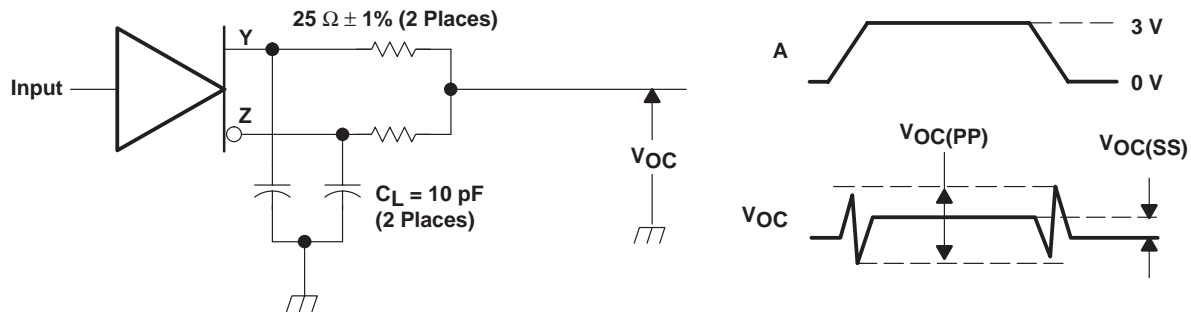 25 Ω ± 1% (2 Places)
Y
Input
Z
VOC
CL = 10 pF
(2 Places)
A
3 V
0 V
VOC(PP)
VOC(SS)
VOC